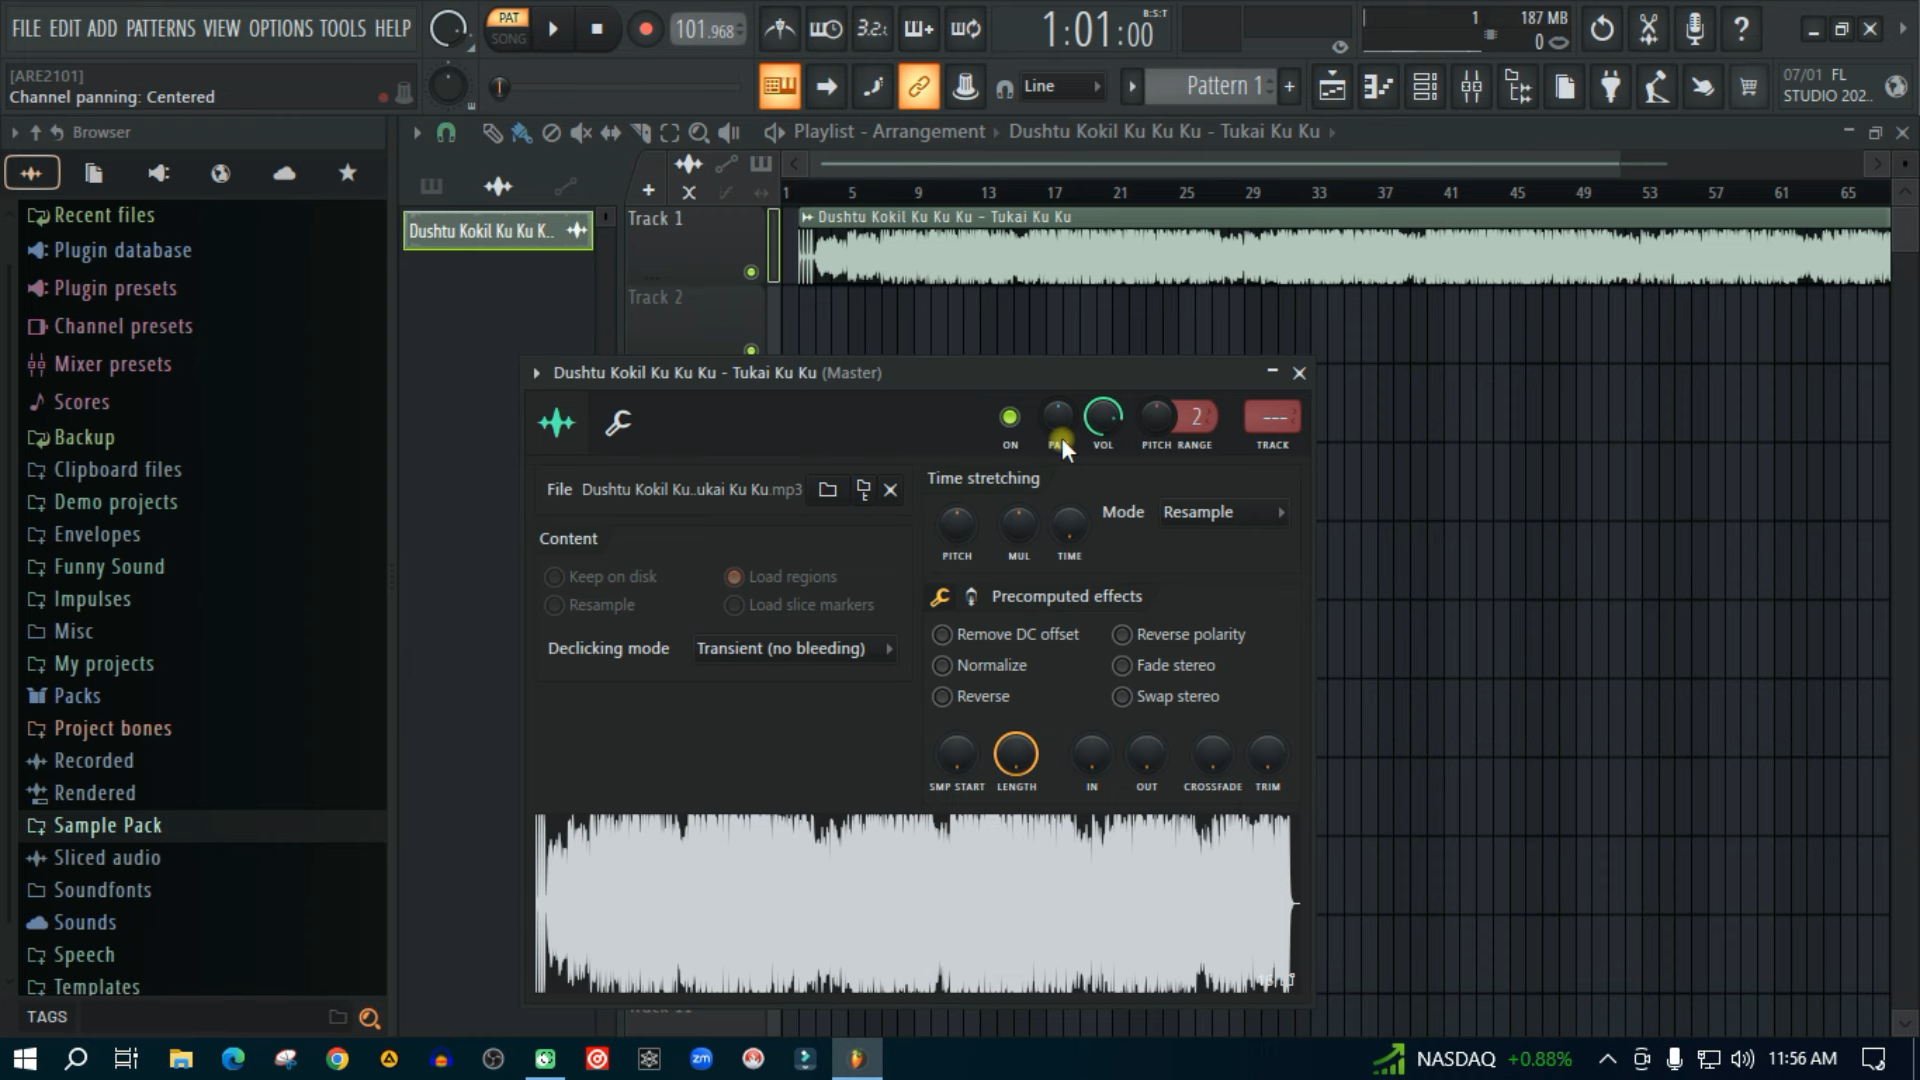 FILE EDIT ADD PATTERNS VIEW OPTIONS TOOLS HELP
PAT
SONG
101.968
3.2.
1:01:00
B:S:T
1
187 MB
0
[ARE2101]
Channel panning: Centered
Line
Pattern 1
+
07/01 FL
STUDIO 202..
Browser
Playlist - Arrangement › Dushtu Kokil Ku Ku Ku - Tukai Ku Ku
1 5 9 13 17 21 25 29 33 37 41 45 49 53 57 61 65
Recent files
Plugin database
Plugin presets
Channel presets
Mixer presets
Scores
Backup
Clipboard files
Demo projects
Envelopes
Funny Sound
Impulses
Misc
My projects
Packs
Project bones
Recorded
Rendered
Sample Pack
Sliced audio
Soundfonts
Sounds
Speech
Templates
TAGS
Dushtu Kokil Ku Ku K..
Track 1
Dushtu Kokil Ku Ku Ku - Tukai Ku Ku
Track 2
Dushtu Kokil Ku Ku Ku - Tukai Ku Ku (Master)
2
---
ON
VOL
PITCH RANGE
TRACK
File Dushtu Kokil Ku..ukai Ku Ku.mp3
Time stretching
Mode Resample
PITCH MUL TIME
Content
Keep on disk
Load regions
Resample
Load slice markers
Declicking mode Transient (no bleeding)
Precomputed effects
Remove DC offset
Reverse polarity
Normalize
Fade stereo
Reverse
Swap stereo
SMP START LENGTH IN OUT CROSSFADE TRIM
NASDAQ +0.88%
11:56 AM